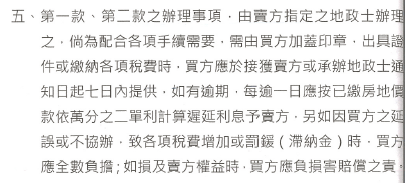 五、第一款、第二款之辦理事項，由賣方指定之地政士辦理
之，倘為配合各項手續需要，需由買方加蓋印章，出具證
件或繳納各項稅費時，買方應於接獲賣方或承辦地政士通
知日起七日內提供，如有逾期，每逾一日應按已繳房地價
款依萬分之二單利計算遲延利息予賣方，另如因買方之延
誤或不協辦，致各項稅費增加或罰鍰（滯納金）時，買方
應全數負擔；如損及賣方權益時，買方應負損害賠償之責。